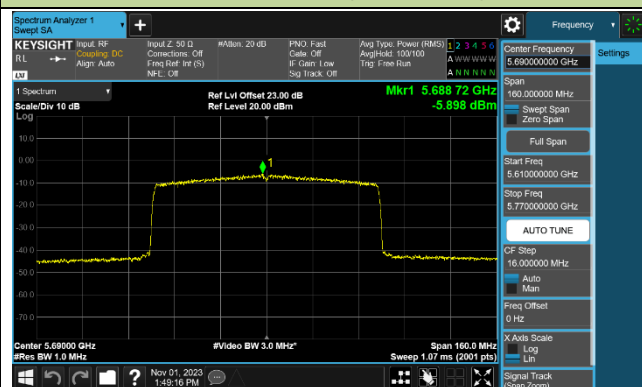 Spectrum Analyzer 1
Swept SA
+
Frequency
KEYSIGHT
RL
LXI
Input: RF
Coupling: DC
Align: Auto
Input Z: 50 Ω
Corrections: Off
Freq Ref: Int (S)
NFE: Off
#Atten: 20 dB
PNO: Fast
Gate: Off
IF Gain: Low
Sig Track: Off
Avg Type: Power (RMS)
Avg|Hold: 100/100
Trig: Free Run
1 2 3 4 5 6
A W W W W W
A N N N N N
1 Spectrum
Scale/Div 10 dB
Log
Ref Lvl Offset 23.00 dB
Ref Level 20.00 dBm
Mkr1 5.688 72 GHz
-5.898 dBm
10.0
0.00
-10.0
-20.0
-30.0
-40.0
-50.0
-60.0
-70.0
1
Center 5.69000 GHz
#Res BW 1.0 MHz
#Video BW 3.0 MHz*
Span 160.0 MHz
Sweep 1.07 ms (2001 pts)
Center Frequency
5.690000000 GHz
Settings
Span
160.000000 MHz
Swept Span
Zero Span
Full Span
Start Freq
5.610000000 GHz
Stop Freq
5.770000000 GHz
AUTO TUNE
CF Step
16.000000 MHz
Auto
Man
Freq Offset
0 Hz
X Axis Scale
Log
Lin
Signal Track
(Span Zoom)
?
Nov 01, 2023
1:49:16 PM